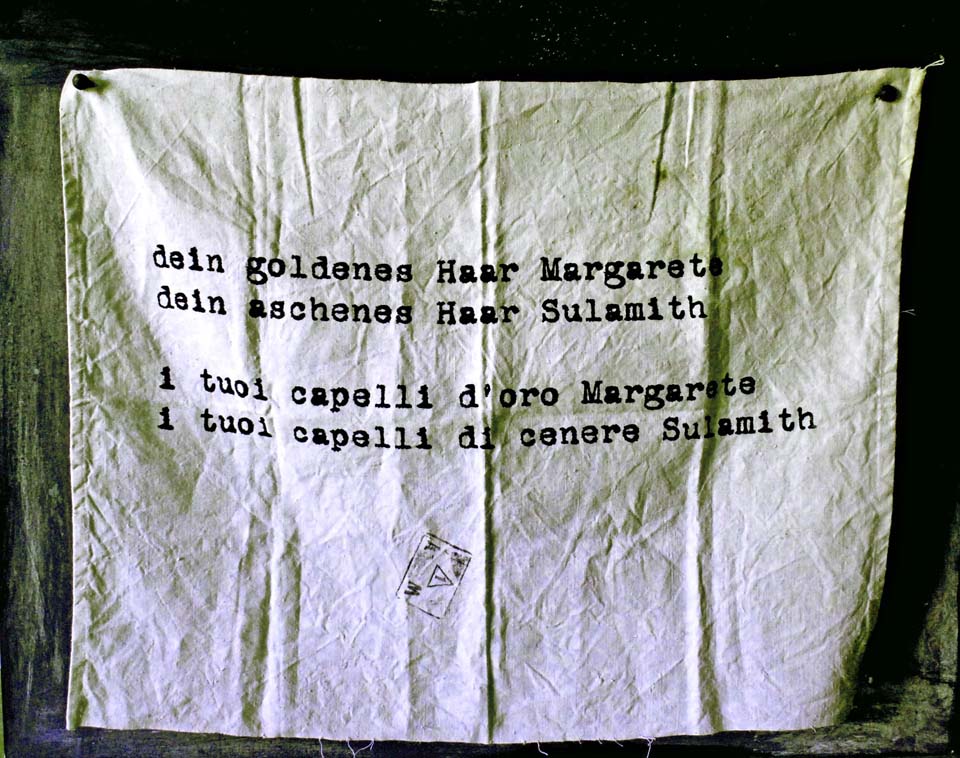 dein goldenes Haar Margarete
dein aschenes Haar Sulamith
i tuoi capelli d'oro Margarete
i tuoi capelli di cenere Sulamith